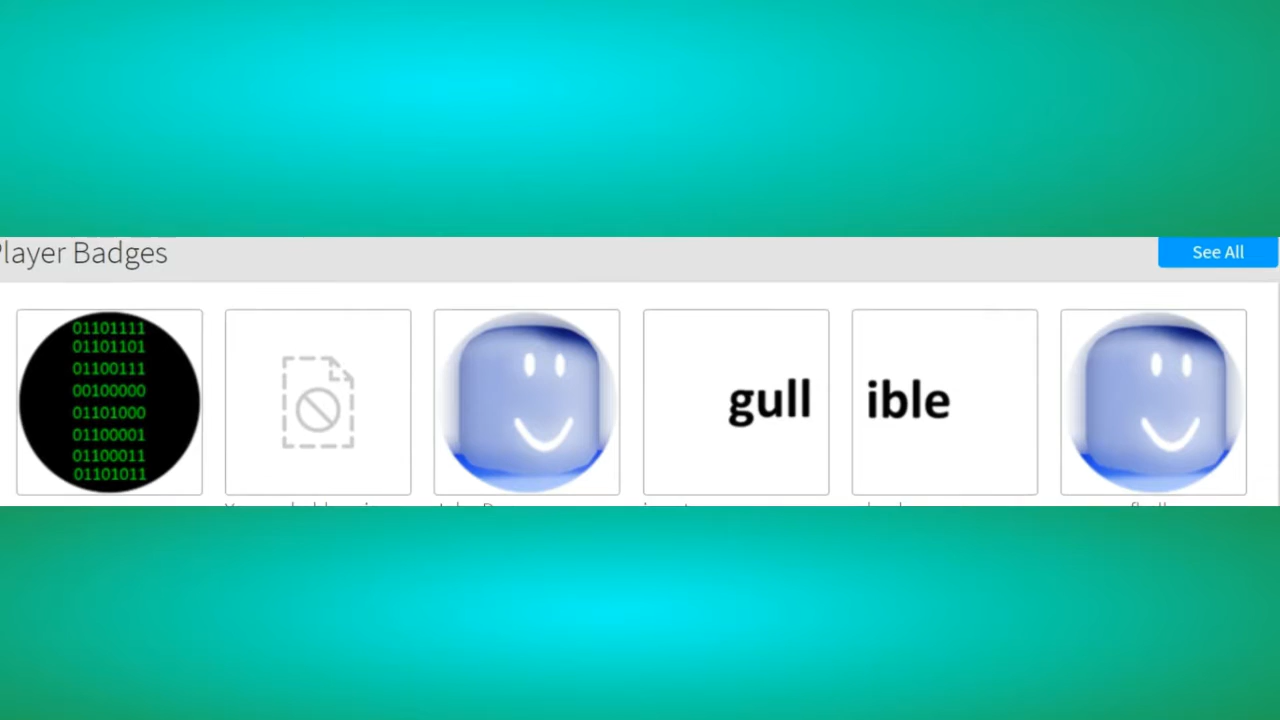 Player Badges
See All
01101111
01101101
01100111
00100000
01101000
01100001
01100011
01101011
gull
ible